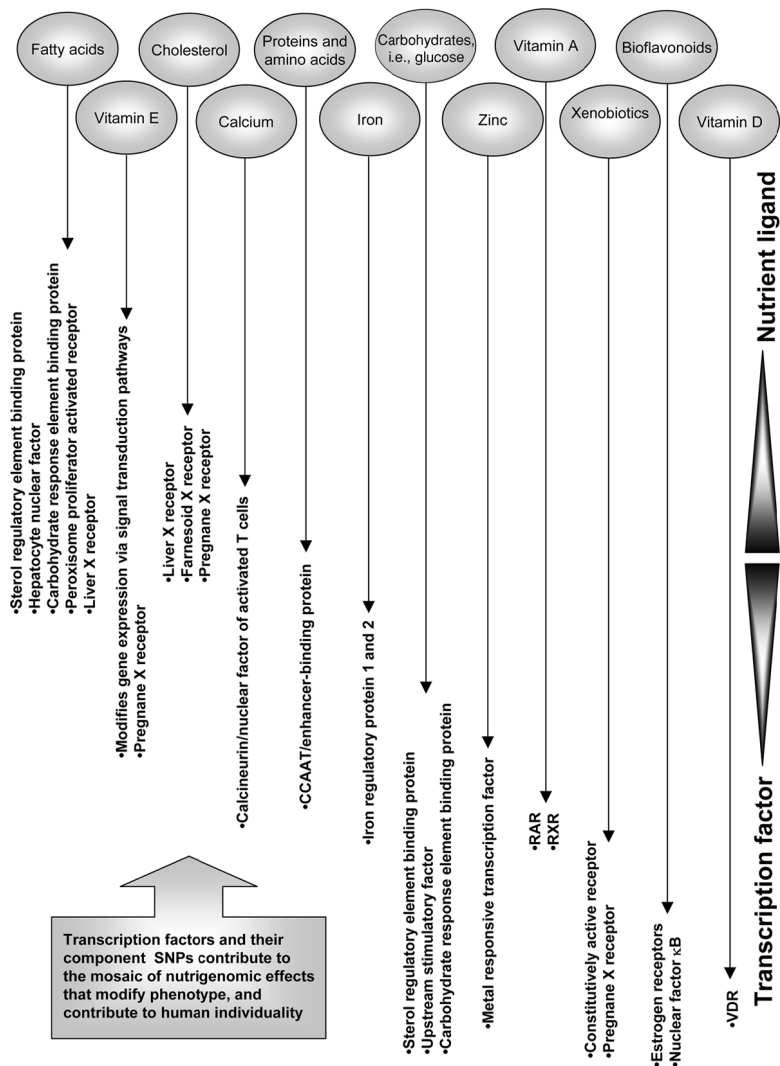 Fatty acids
Cholesterol
Proteins and
amino acids
Carbohydrates,
i.e., glucose
Vitamin A
Bioflavonoids
Vitamin E
Calcium
Iron
Zinc
Xenobiotics
Vitamin D
•Sterol regulatory element binding protein
•Hepatocyte nuclear factor
•Carbohydrate response element binding protein
•Peroxisome proliferator activated receptor
•Liver X receptor
•Modifies gene expression via signal transduction pathways
•Pregnane X receptor
•Liver X receptor
•Farnesoid X receptor
•Pregnane X receptor
•Calcineurin/nuclear factor of activated T cells
•CCAAT/enhancer-binding protein
•Iron regulatory protein 1 and 2
•Sterol regulatory element binding protein
•Upstream stimulatory factor
•Carbohydrate response element binding protein
•Metal responsive transcription factor
•RAR
•RXR
•Constitutively active receptor
•Pregnane X receptor
•Estrogen receptors
•Nuclear factor κB
•VDR
Nutrient ligand
Transcription factor
Transcription factors and their
component SNPs contribute to
the mosaic of nutrigenomic effects
that modify phenotype, and
contribute to human individuality